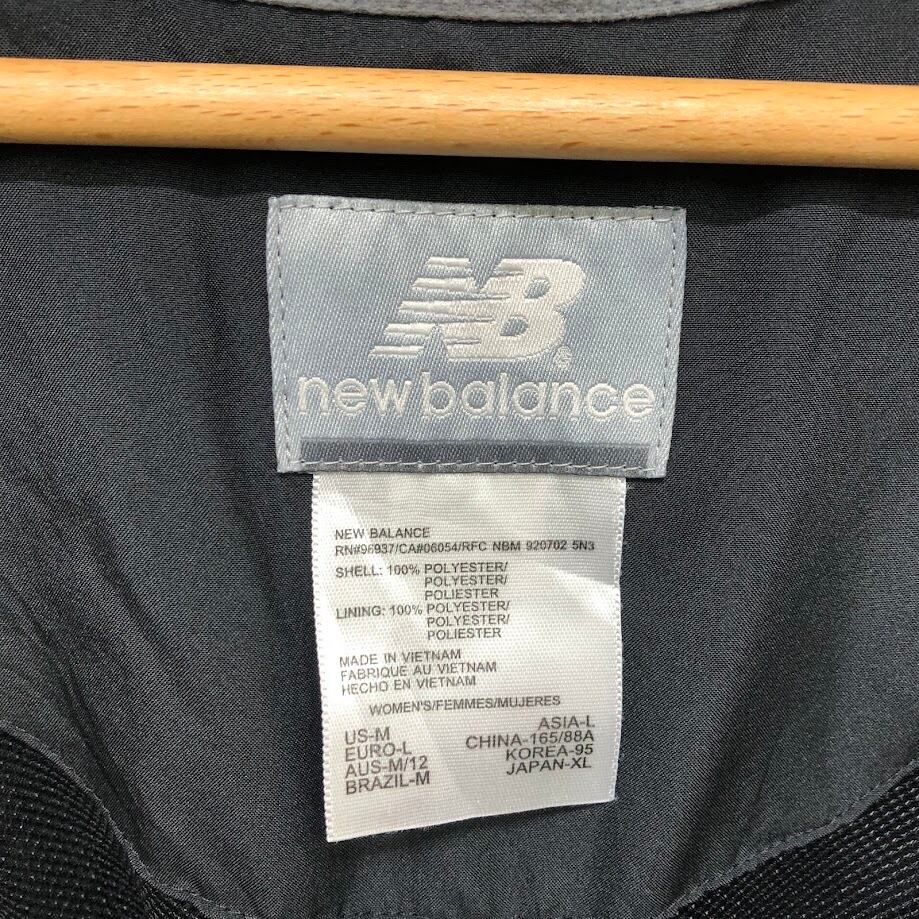 NB®
new balance
NEW BALANCE
RN#96937/CA#06054/RFC NBM 920702 5N3
SHELL: 100% POLYESTER/
POLYESTER/
POLIESTER
LINING: 100% POLYESTER/
POLYESTER/
POLIESTER
MADE IN VIETNAM
FABRIQUE AU VIETNAM
HECHO EN VIETNAM
WOMEN'S/FEMMES/MUJERES
US-M
EURO-L
AUS-M/12
BRAZIL-M
ASIA-L
CHINA-165/88A
KOREA-95
JAPAN-XL